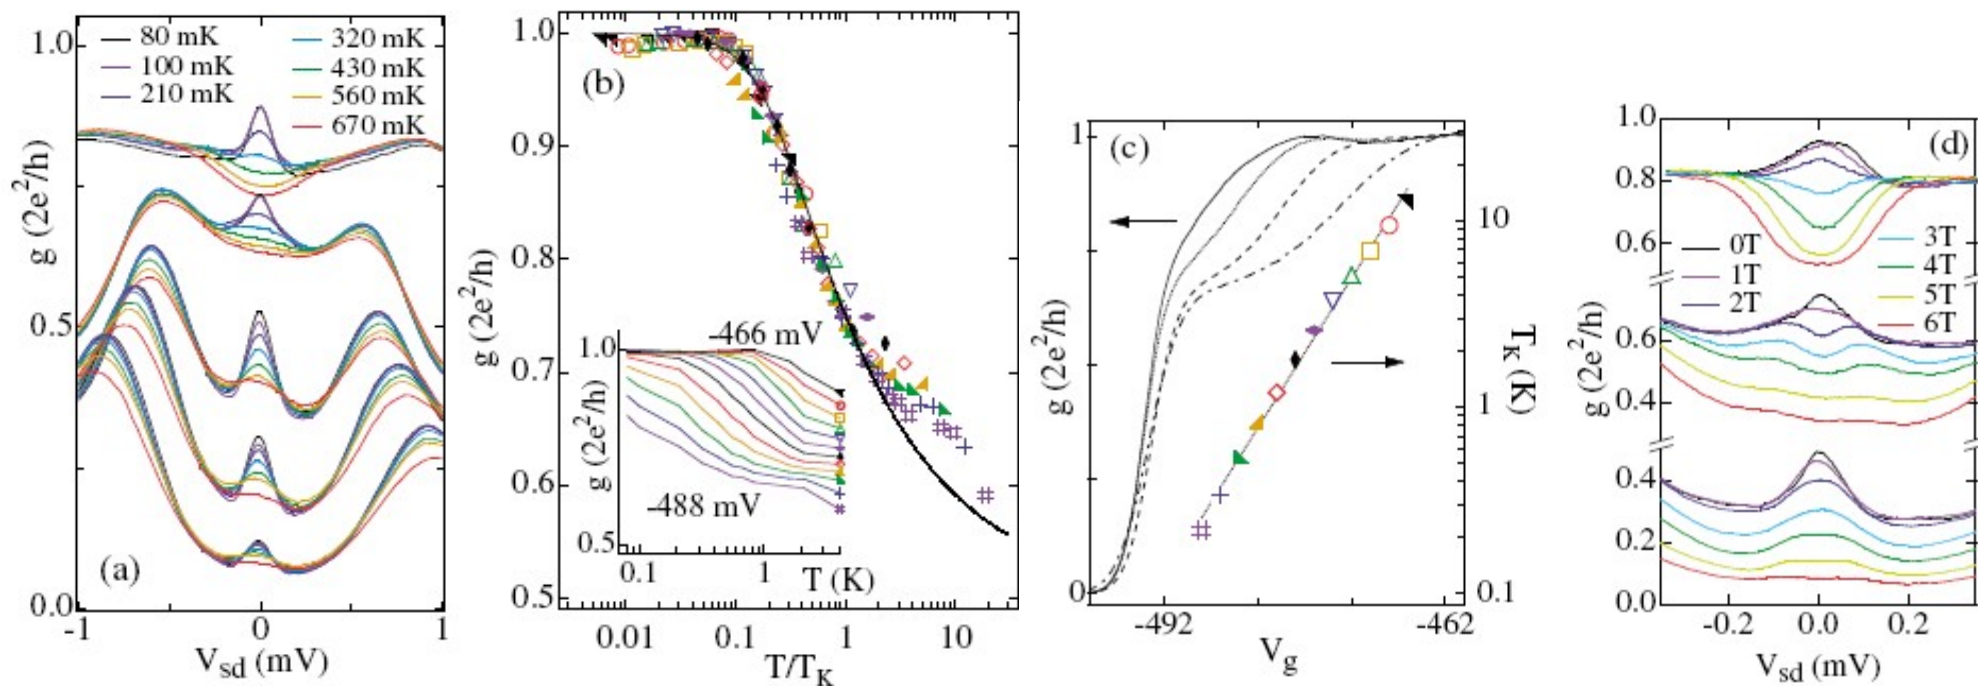 1.0
80 mK
100 mK
210 mK
320 mK
430 mK
560 mK
670 mK
g (2e²/h)
0.5
0.0
(a)
-1
0
1
V_sd (mV)
1.0
(b)
0.9
0.8
0.7
0.6
0.5
g (2e²/h)
1.0
-466 mV
g (2e²/h)
-488 mV
0.5
0.1
1
T (K)
0.01
0.1
1
10
T/T_K
1
(c)
g (2e²/h)
0
10
1
0.1
T_K (K)
-492
-462
V_g
1.0
(d)
0.8
0.6
0T
1T
2T
3T
4T
5T
6T
g (2e²/h)
0.6
0.4
0.4
0.2
0.0
-0.2
0.0
0.2
V_sd (mV)